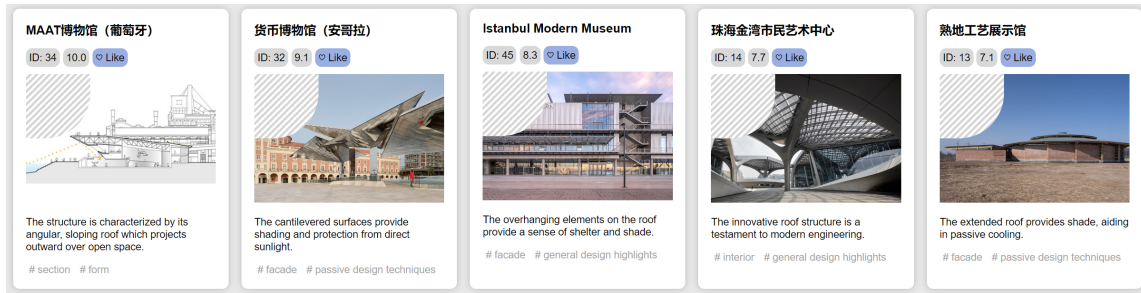 MAAT博物馆（葡萄牙）
ID: 34 10.0 ♡ Like
The structure is characterized by its
angular, sloping roof which projects
outward over open space.
# section # form
货币博物馆（安哥拉）
ID: 32 9.1 ♡ Like
The cantilevered surfaces provide
shading and protection from direct
sunlight.
# facade # passive design techniques
Istanbul Modern Museum
ID: 45 8.3 ♡ Like
The overhanging elements on the roof
provide a sense of shelter and shade.
# facade # general design highlights
珠海金湾市民艺术中心
ID: 14 7.7 ♡ Like
The innovative roof structure is a
testament to modern engineering.
# interior # general design highlights
熟地工艺展示馆
ID: 13 7.1 ♡ Like
The extended roof provides shade, aiding
in passive cooling.
# facade # passive design techniques